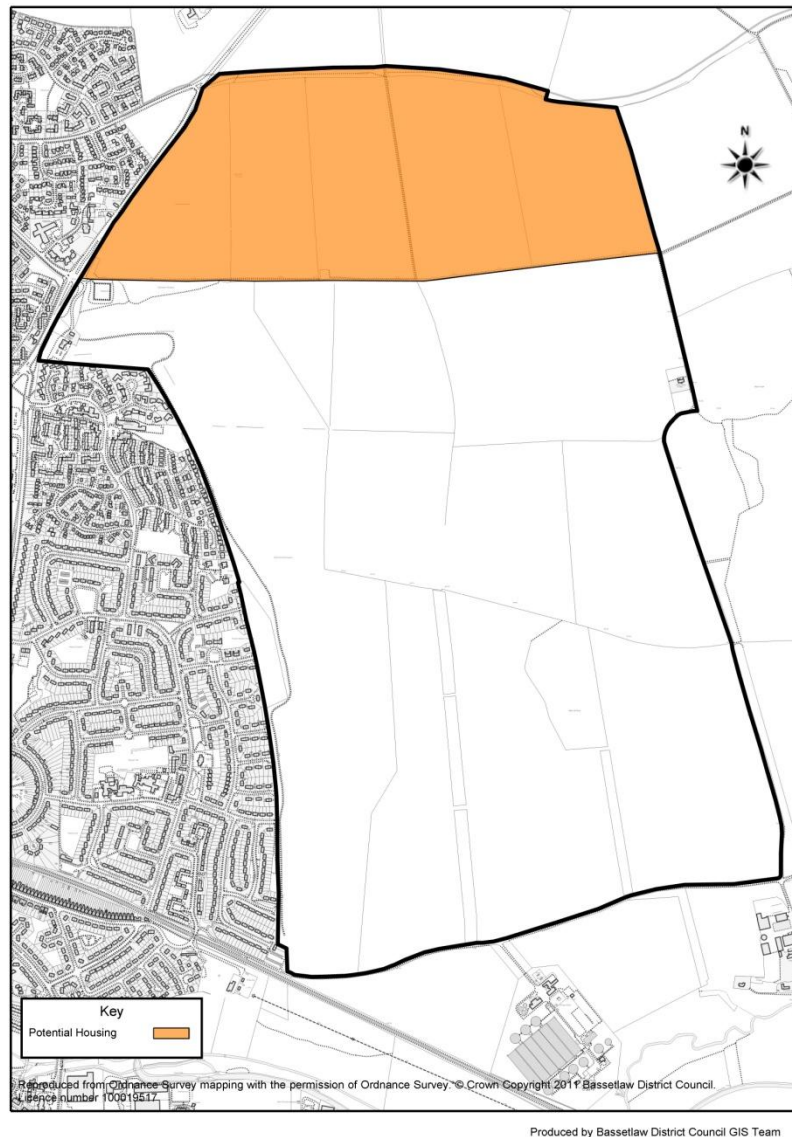 N
Key
Potential Housing
Reproduced from Ordnance Survey mapping with the permission of Ordnance Survey. © Crown Copyright 2011 Bassetlaw District Council.
Licence number 100019517.
Produced by Bassetlaw District Council GIS Team